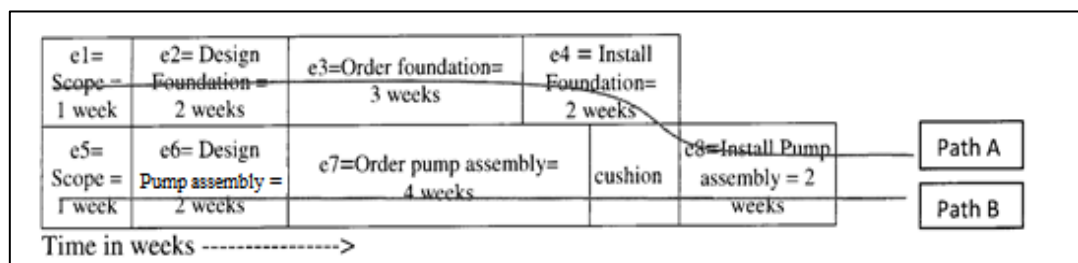 e1=
Scope =
1 week
e2= Design
Foundation =
2 weeks
e3=Order foundation=
3 weeks
e4 = Install
Foundation=
2 weeks
e5=
Scope =
1 week
e6= Design
Pump assembly =
2 weeks
e7=Order pump assembly=
4 weeks
cushion
e8=Install Pump
assembly = 2
weeks
Path A
Path B
Time in weeks ---------------->